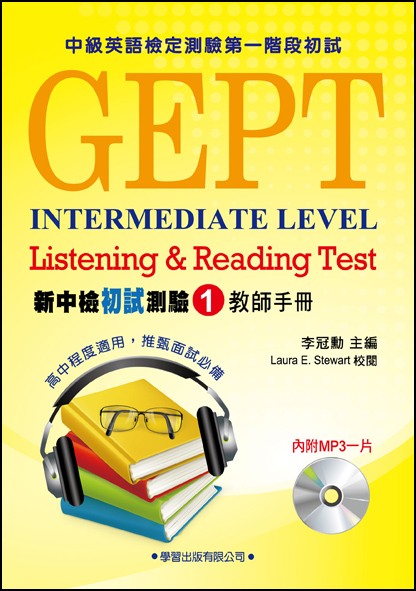 中級英語檢定測驗第一階段初試
GEPT
INTERMEDIATE LEVEL
Listening & Reading Test
新中檢初試測驗1教師手冊
李冠勳 主編
Laura E. Stewart 校閱
高中程度適用，推甄面試必備
內附MP3一片
•學習出版有限公司•